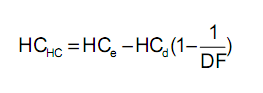 HC_HC = HC_e − HC_d(1 − 1/DF)